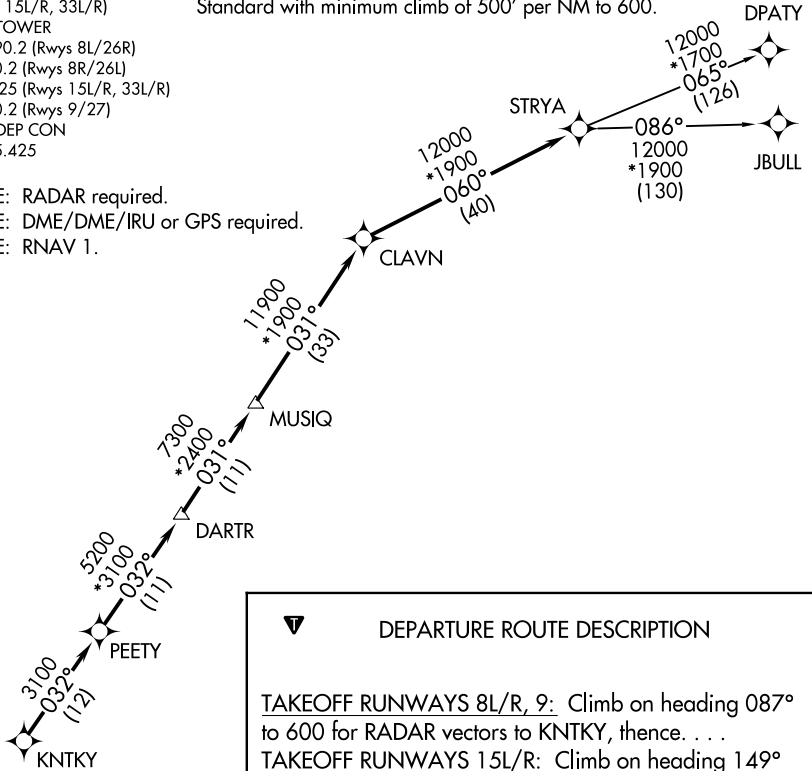 15L/R, 33L/R)
Standard with minimum climb of 500' per NM to 600.
TOWER
0.2 (Rwys 8L/26R)
0.2 (Rwys 8R/26L)
25 (Rwys 15L/R, 33L/R)
0.2 (Rwys 9/27)
DEP CON
.425
E: RADAR required.
E: DME/DME/IRU or GPS required.
E: RNAV 1.
DPATY
12000
*1700
065°
(126)
STRYA
086°
12000
*1900
(130)
JBULL
12000
*1900
060°
(40)
CLAVN
11900
*1900
031°
(33)
MUSIQ
7300
*2400
031°
(11)
DARTR
5200
*3100
032°
(11)
PEETY
3100
032°
(12)
KNTKY
T
DEPARTURE ROUTE DESCRIPTION
TAKEOFF RUNWAYS 8L/R, 9: Climb on heading 087°
to 600 for RADAR vectors to KNTKY, thence. . . .
TAKEOFF RUNWAYS 15L/R: Climb on heading 149°